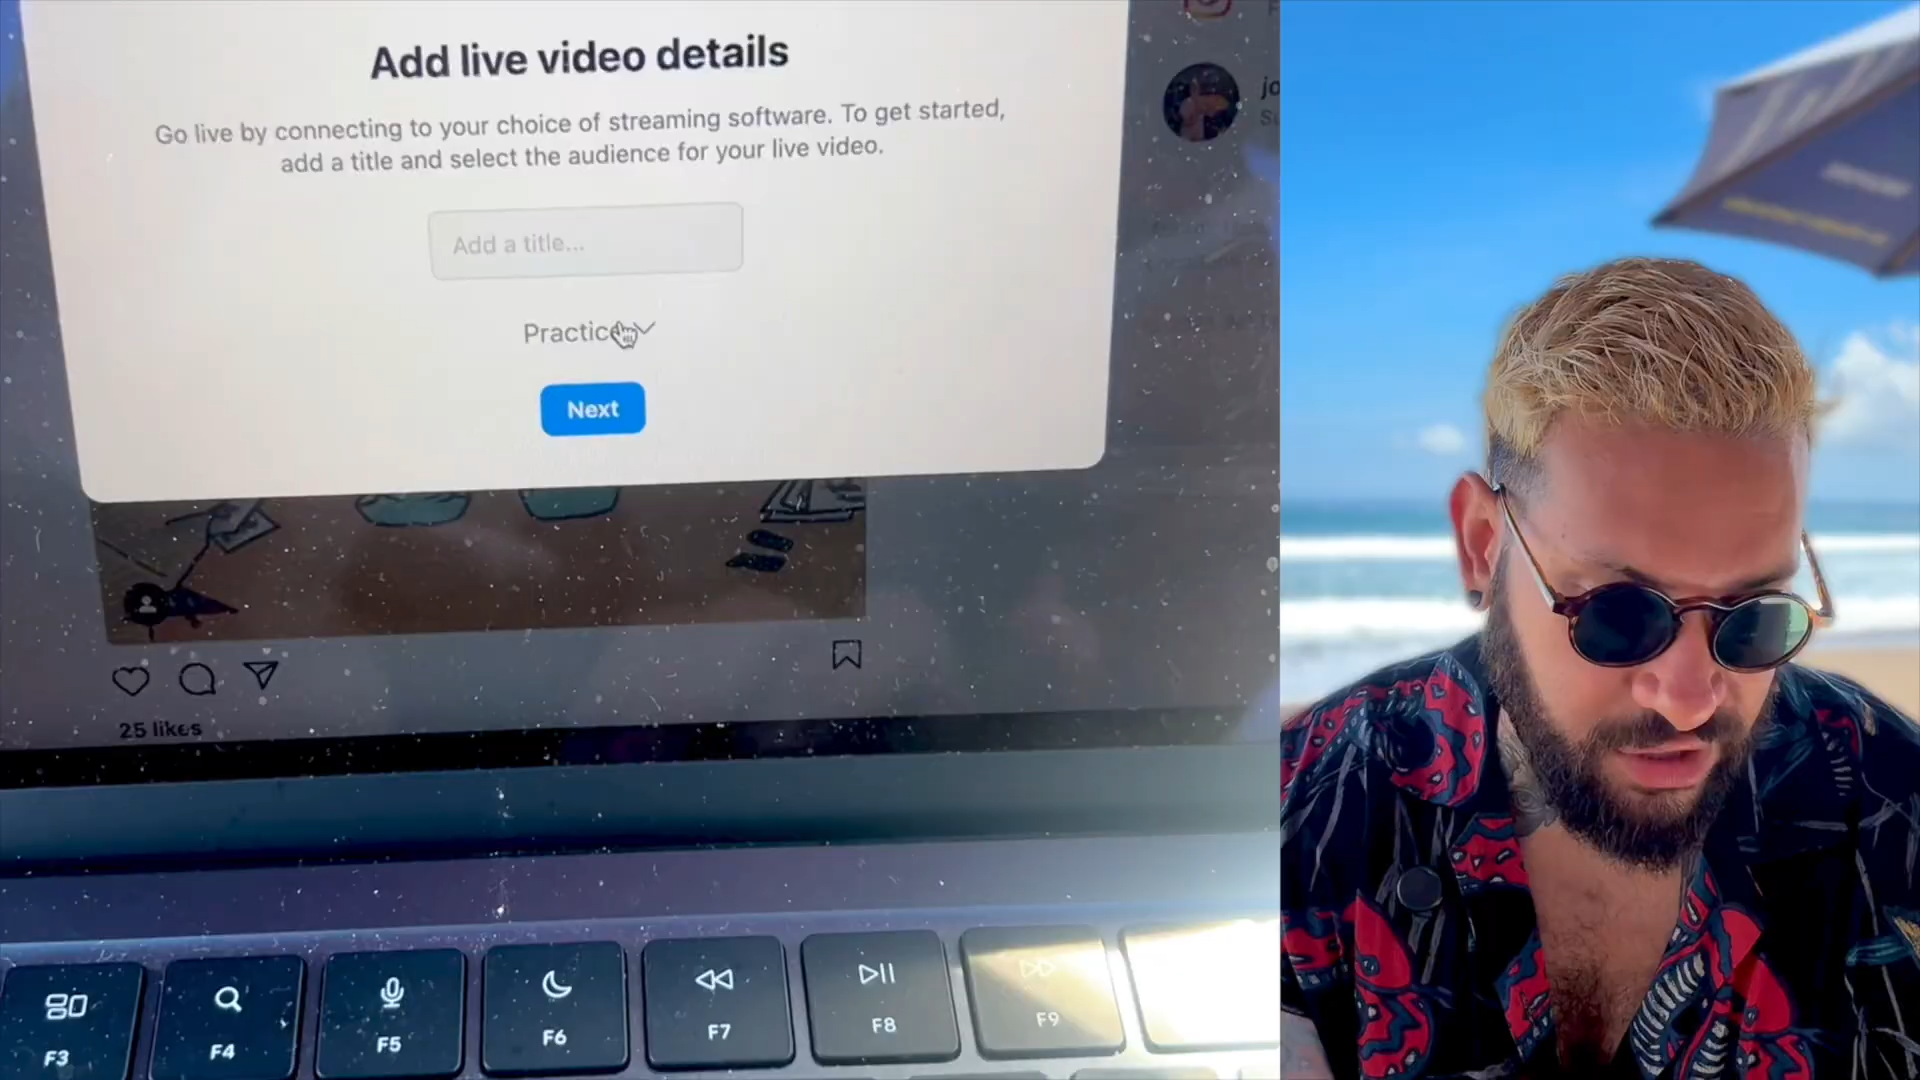 Add live video details
Go live by connecting to your choice of streaming software. To get started,
add a title and select the audience for your live video.
Add a title...
Practice
Next
jo
25 likes
F3
F4
F5
F6
F7
F8
F9